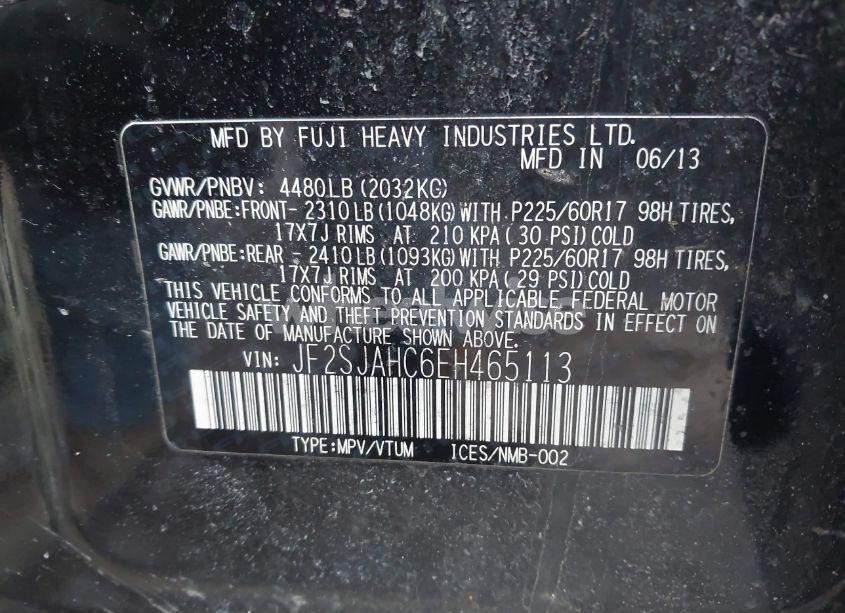 MFD BY FUJI HEAVY INDUSTRIES LTD.
MFD IN 06/13
GVWR/PNBV: 4480LB(2032KG)
GAWR/PNBE:FRONT- 2310LB(1048KG)WITH P225/60R17 98H TIRES,
17X7J RIMS AT 210 KPA(30 PSI)COLD
GAWR/PNBE:REAR - 2410LB(1093KG)WITH P225/60R17 98H TIRES,
17X7J RIMS AT 200 KPA(29 PSI)COLD
THIS VEHICLE CONFORMS TO ALL APPLICABLE FEDERAL MOTOR
VEHICLE SAFETY AND THEFT PREVENTION STANDARDS IN EFFECT ON
THE DATE OF MANUFACTURE SHOWN ABOVE.
VIN: JF2SJAHC6EH465113
TYPE:MPV/VTUM ICES/NMB-002